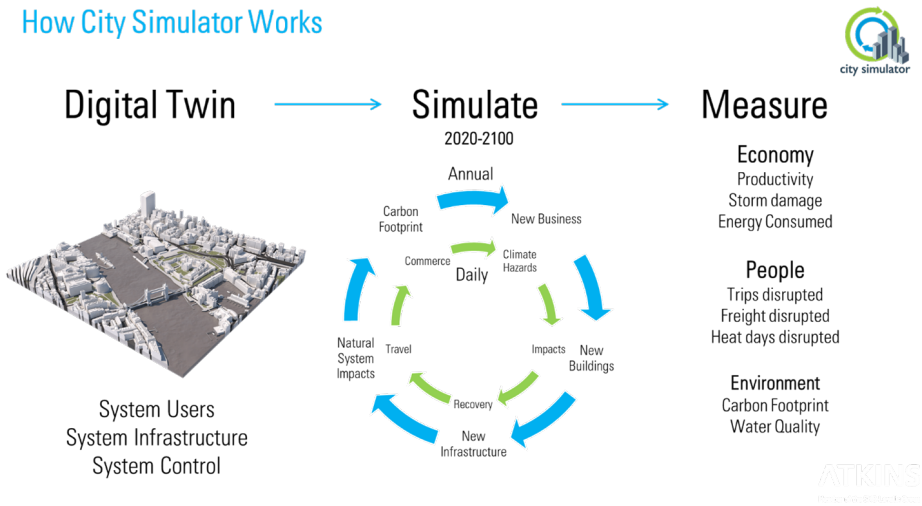 How City Simulator Works
city simulator
Digital Twin
Simulate
Measure
2020-2100
Annual
Carbon
Footprint
New Business
Commerce
Daily
Climate
Hazards
Natural
System
Impacts
Travel
Impacts
New
Buildings
Recovery
New
Infrastructure
System Users
System Infrastructure
System Control
Economy
Productivity
Storm damage
Energy Consumed
People
Trips disrupted
Freight disrupted
Heat days disrupted
Environment
Carbon Footprint
Water Quality
ATKINS